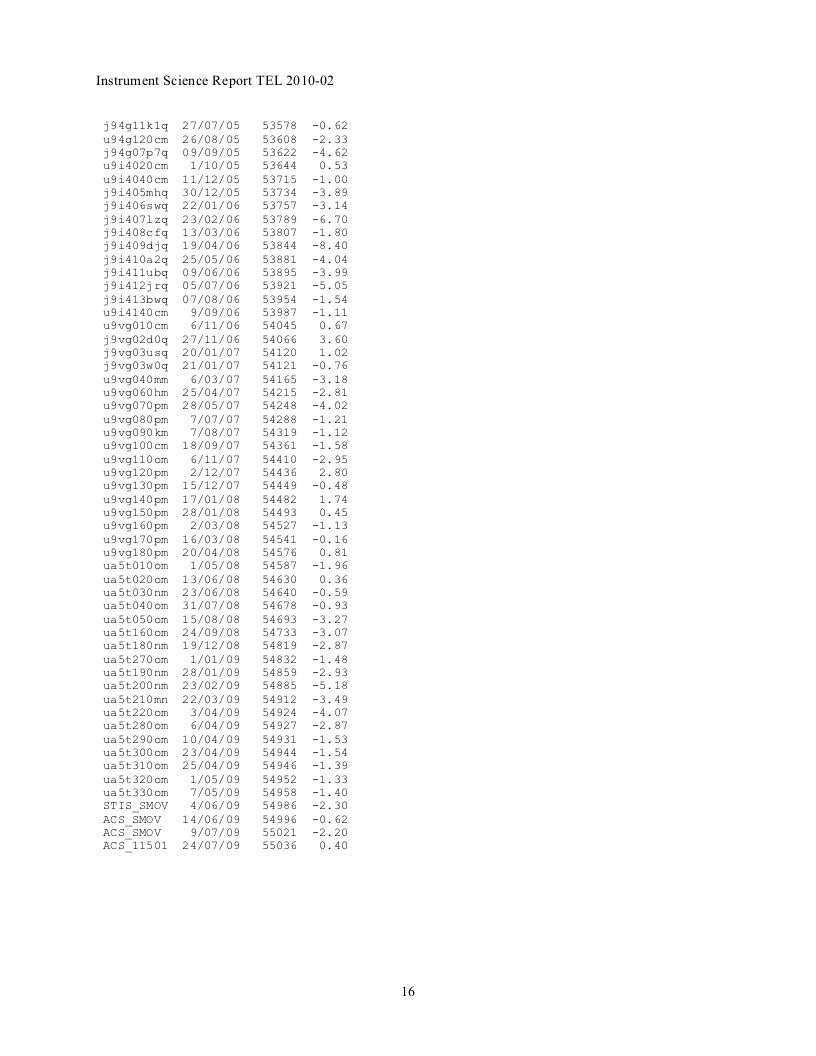 Instrument Science Report TEL 2010-02
j94g11k1q 27/07/05 53578 -0.62
u94g120cm 26/08/05 53608 -2.33
j94g07p7q 09/09/05 53622 -4.62
u9i4020cm 1/10/05 53644 0.53
u9i4040cm 11/12/05 53715 -1.00
j9i405mhq 30/12/05 53734 -3.89
j9i406swq 22/01/06 53757 -3.14
j9i407lzq 23/02/06 53789 -6.70
j9i408cfq 13/03/06 53807 -1.80
j9i409djq 19/04/06 53844 -8.40
j9i410a2q 25/05/06 53881 -4.04
j9i411ubq 09/06/06 53895 -3.99
j9i412jrq 05/07/06 53921 -5.05
j9i413bwq 07/08/06 53954 -1.54
u9i4140cm 9/09/06 53987 -1.11
u9vg010cm 6/11/06 54045 0.67
j9vg02d0q 27/11/06 54066 3.60
j9vg03usq 20/01/07 54120 1.02
j9vg03w0q 21/01/07 54121 -0.76
u9vg040mm 6/03/07 54165 -3.18
u9vg060hm 25/04/07 54215 -2.81
u9vg070pm 28/05/07 54248 -4.02
u9vg080pm 7/07/07 54288 -1.21
u9vg090km 7/08/07 54319 -1.12
u9vg100cm 18/09/07 54361 -1.58
u9vg110om 6/11/07 54410 -2.95
u9vg120pm 2/12/07 54436 2.80
u9vg130pm 15/12/07 54449 -0.48
u9vg140pm 17/01/08 54482 1.74
u9vg150pm 28/01/08 54493 0.45
u9vg160pm 2/03/08 54527 -1.13
u9vg170pm 16/03/08 54541 -0.16
u9vg180pm 20/04/08 54576 0.81
ua5t010om 1/05/08 54587 -1.96
ua5t020om 13/06/08 54630 0.36
ua5t030nm 23/06/08 54640 -0.59
ua5t040om 31/07/08 54678 -0.93
ua5t050om 15/08/08 54693 -3.27
ua5t160om 24/09/08 54733 -3.07
ua5t180nm 19/12/08 54819 -2.87
ua5t270om 1/01/09 54832 -1.48
ua5t190nm 28/01/09 54859 -2.93
ua5t200nm 23/02/09 54885 -5.18
ua5t210mn 22/03/09 54912 -3.49
ua5t220om 3/04/09 54924 -4.07
ua5t280om 6/04/09 54927 -2.87
ua5t290om 10/04/09 54931 -1.53
ua5t300om 23/04/09 54944 -1.54
ua5t310om 25/04/09 54946 -1.39
ua5t320om 1/05/09 54952 -1.33
ua5t330om 7/05/09 54958 -1.40
STIS_SMOV 4/06/09 54986 -2.30
ACS_SMOV 14/06/09 54996 -0.62
ACS_SMOV 9/07/09 55021 -2.20
ACS_11501 24/07/09 55036 0.40
16